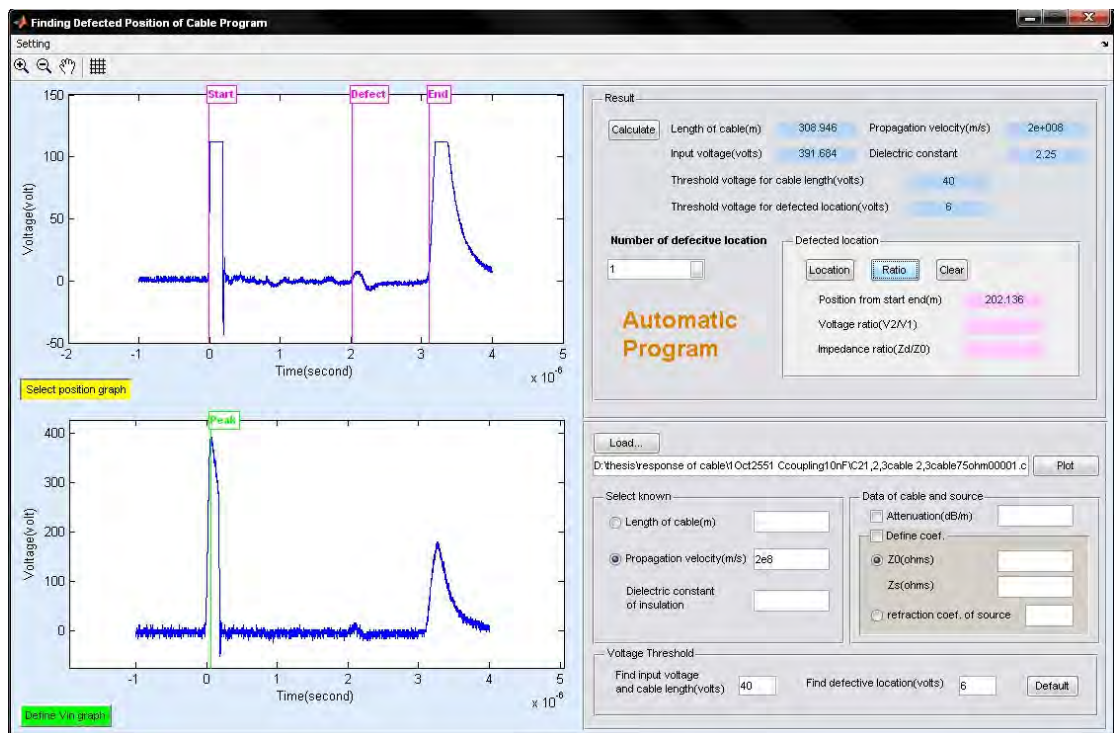 Finding Defected Position of Cable Program
Setting
Start
Defect
End
150
100
50
0
-50
Voltage(volt)
-2 -1 0 1 2 3 4 5
Time(second)
x 10⁻⁶
Select position graph
Peak
400
300
200
100
0
Voltage(volt)
-1 0 1 2 3 4 5
Time(second)
x 10⁻⁶
Define Vin graph
Result
Calculate Length of cable(m) 308.946 Propagation velocity(m/s) 2e+008
Input voltage(volts) 391.684 Dielectric constant 2.25
Threshold voltage for cable length(volts) 40
Threshold voltage for defected location(volts) 6
Number of defecitve location
1
Automatic
Program
Defected location
Location Ratio Clear
Position from start end(m) 202.136
Voltage ratio(V2/V1)
Impedance ratio(Zd/Z0)
Load...
D:\thesis\response of cable\1Oct2551 Ccoupling10nF\C21,2,3cable 2,3cable75ohm00001.c Plot
Select known
Length of cable(m)
Propagation velocity(m/s) 2e8
Dielectric constant
of insulation
Data of cable and source
Attenuation(dB/m)
Define coef.
Z0(ohms)
Zs(ohms)
refraction coef. of source
Voltage Threshold
Find input voltage
and cable length(volts) 40 Find defective location(volts) 6 Default